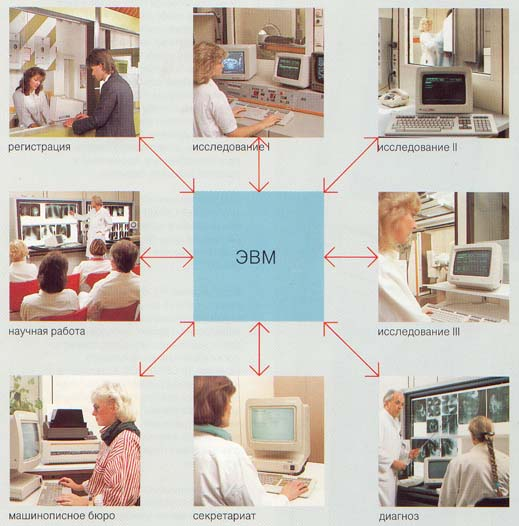 регистрация
исследование I
исследование II
ЭВМ
научная работа
исследование III
машинописное бюро
секретариат
диагноз